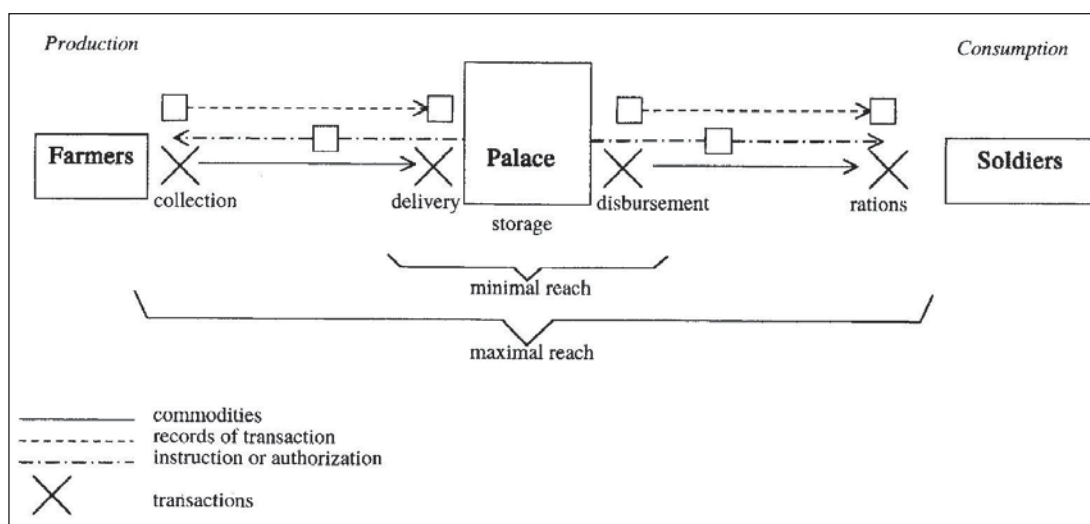 Production
Consumption
Farmers
Palace
Soldiers
collection
delivery
disbursement
rations
storage
minimal reach
maximal reach
commodities
records of transaction
instruction or authorization
transactions